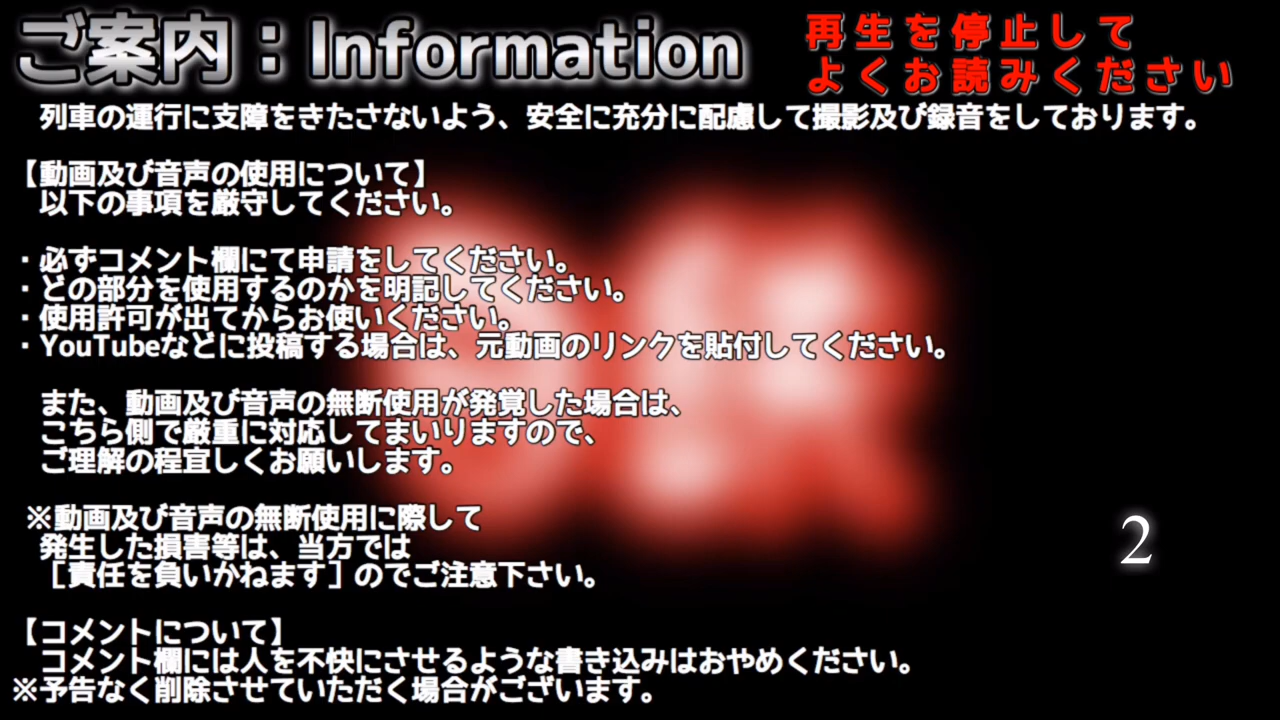 ご案内：Information
再生を停止して
よくお読みください
列車の運行に支障をきたさないよう、安全に充分に配慮して撮影及び録音をしております。
【動画及び音声の使用について】
以下の事項を厳守してください。
・必ずコメント欄にて申請をしてください。
・どの部分を使用するのかを明記してください。
・使用許可が出てからお使いください。
・YouTubeなどに投稿する場合は、元動画のリンクを貼付してください。
また、動画及び音声の無断使用が発覚した場合は、
こちら側で厳重に対応してまいりますので、
ご理解の程宜しくお願いします。
※動画及び音声の無断使用に際して
発生した損害等は、当方では
［責任を負いかねます］のでご注意下さい。
2
【コメントについて】
コメント欄には人を不快にさせるような書き込みはおやめください。
※予告なく削除させていただく場合がございます。